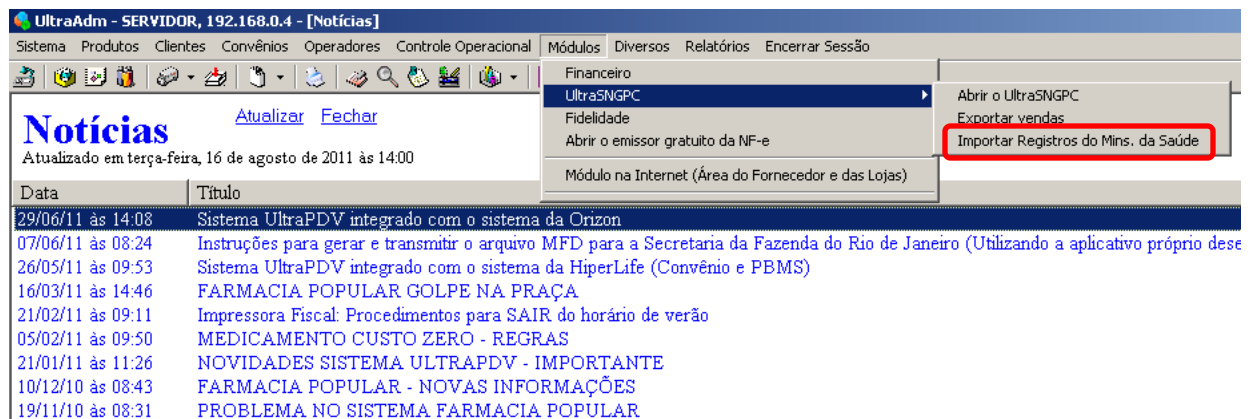 UltraAdm - SERVIDOR, 192.168.0.4 - [Notícias]
Sistema Produtos Clientes Convênios Operadores Controle Operacional Módulos Diversos Relatórios Encerrar Sessão
Financeiro
UltraSNGPC
Fidelidade
Abrir o emissor gratuito da NF-e
Módulo na Internet (Área do Fornecedor e das Lojas)
Abrir o UltraSNGPC
Exportar vendas
Importar Registros do Mins. da Saúde
Notícias Atualizar Fechar
Atualizado em terça-feira, 16 de agosto de 2011 às 14:00
Data Título
29/06/11 às 14:08 Sistema UltraPDV integrado com o sistema da Orizon
07/06/11 às 08:24 Instruções para gerar e transmitir o arquivo MFD para a Secretaria da Fazenda do Rio de Janeiro (Utilizando a aplicativo próprio dese
26/05/11 às 09:53 Sistema UltraPDV integrado com o sistema da HiperLife (Convênio e PBMS)
16/03/11 às 14:46 FARMACIA POPULAR GOLPE NA PRAÇA
21/02/11 às 09:11 Impressora Fiscal: Procedimentos para SAIR do horário de verão
05/02/11 às 09:50 MEDICAMENTO CUSTO ZERO - REGRAS
21/01/11 às 11:26 NOVIDADES SISTEMA ULTRAPDV - IMPORTANTE
10/12/10 às 08:43 FARMACIA POPULAR - NOVAS INFORMAÇÕES
19/11/10 às 08:31 PROBLEMA NO SISTEMA FARMACIA POPULAR